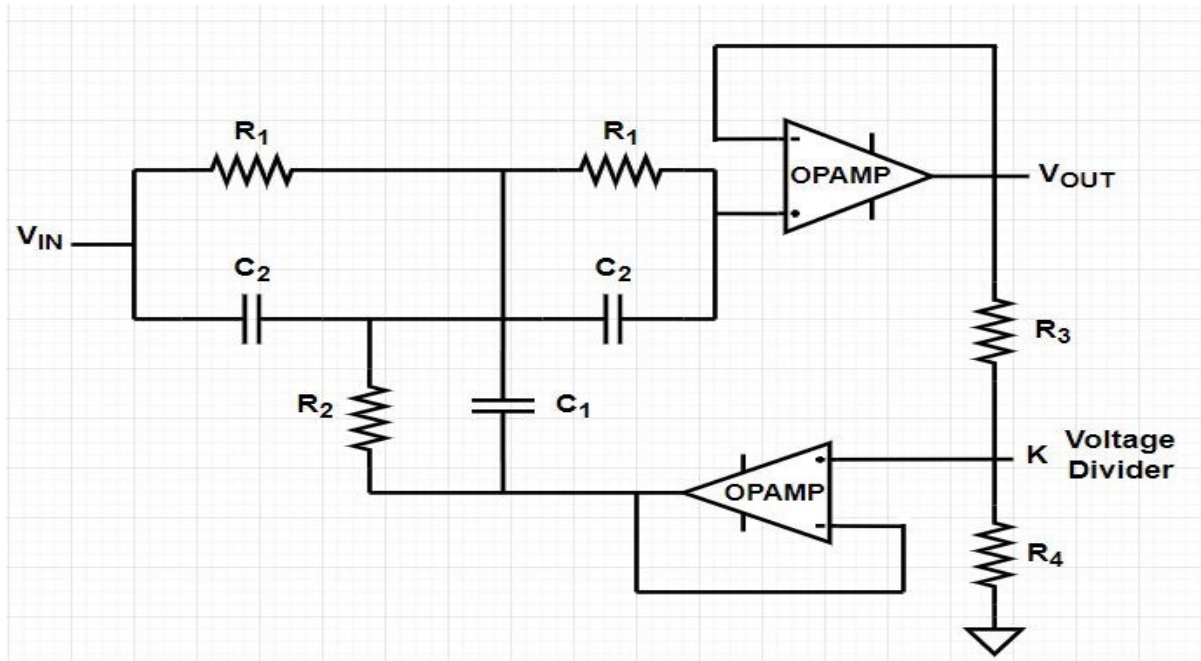 R1
R1
OPAMP
VOUT
VIN
C2
C2
R3
R2
C1
K
Voltage
Divider
OPAMP
R4